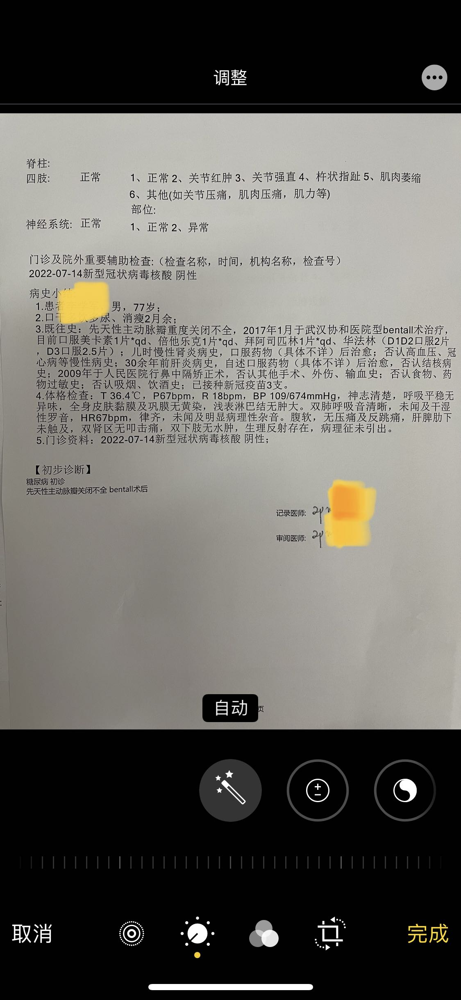 调整
脊柱:
四肢: 正常 1、正常 2、关节红肿 3、关节强直 4、杵状指趾 5、肌肉萎缩
6、其他(如关节压痛，肌肉压痛，肌力等)
部位:
神经系统: 正常 1、正常 2、异常
门诊及院外重要辅助检查:（检查名称，时间，机构名称，检查号）
2022-07-14新型冠状病毒核酸 阴性
病史小
1.患 男，77岁；
2.口 尿、消瘦2月余；
3.既往史：先天性主动脉瓣重度关闭不全，2017年1月于武汉协和医院型bentall术治疗，
目前口服美卡素1片*qd、倍他乐克1片*qd、拜阿司匹林1片*qd、华法林（D1D2口服2片
，D3口服2.5片）；儿时慢性肾炎病史，口服药物（具体不详）后治愈；否认高血压、冠
心病等慢性病史；30余年前肝炎病史，自述口服药物（具体不详）后治愈，否认结核病
史；2009年于人民医院行鼻中隔矫正术，否认其他手术、外伤、输血史；否认食物、药
物过敏史；否认吸烟、饮酒史；已接种新冠疫苗3支。
4.体格检查：T 36.4℃，P67bpm，R 18bpm，BP 109/674mmHg，神志清楚，呼吸平稳无
异味，全身皮肤黏膜及巩膜无黄染，浅表淋巴结无肿大。双肺呼吸音清晰，未闻及干湿
性罗音，HR67bpm，律齐，未闻及明显病理性杂音。腹软，无压痛及反跳痛，肝脾肋下
未触及，双肾区无叩击痛，双下肢无水肿，生理反射存在，病理征未引出。
5.门诊资料：2022-07-14新型冠状病毒核酸 阴性；
【初步诊断】
糖尿病 初诊
先天性主动脉瓣关闭不全 bentall术后
记录医师:
审阅医师:
自动 页
取消 完成